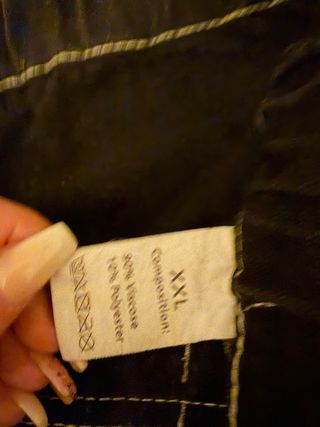 XXL
Composition:
90% Viscose
10% Polyester